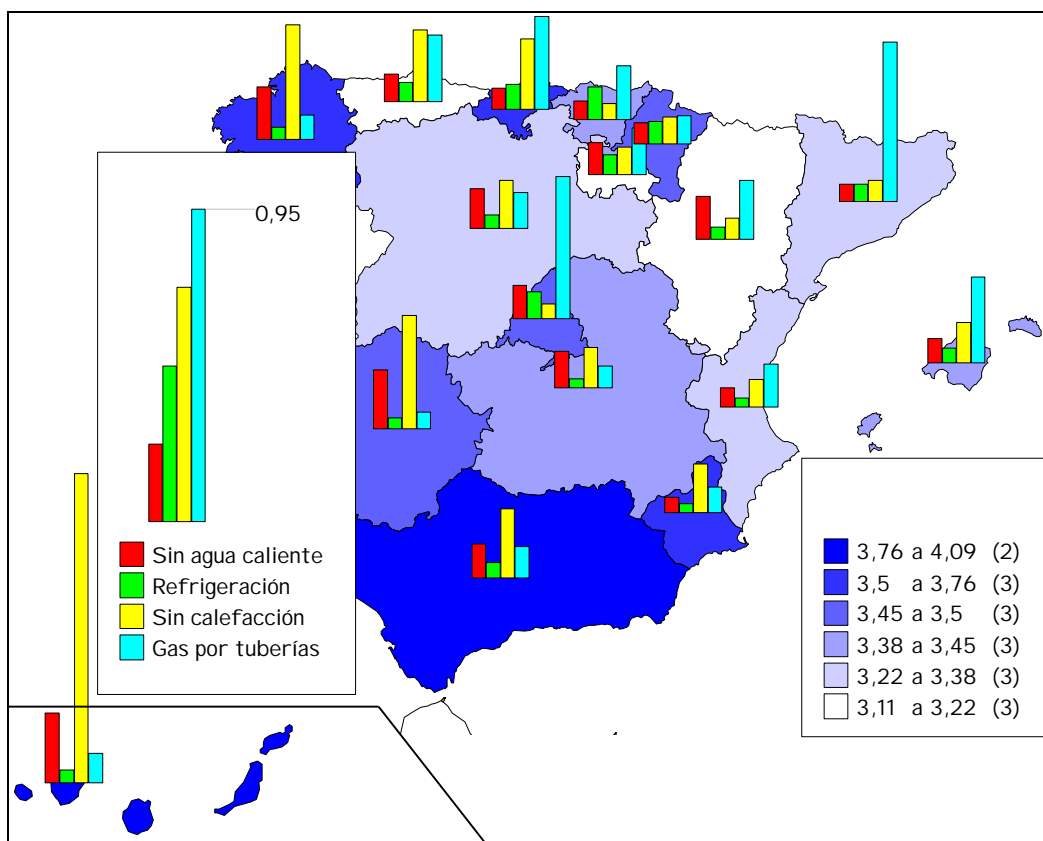 0,95
Sin agua caliente
Refrigeración
Sin calefacción
Gas por tuberías
3,76 a 4,09 (2)
3,5 a 3,76 (3)
3,45 a 3,5 (3)
3,38 a 3,45 (3)
3,22 a 3,38 (3)
3,11 a 3,22 (3)